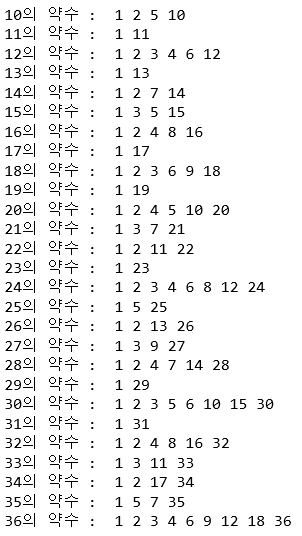 10의 약수 : 1 2 5 10
11의 약수 : 1 11
12의 약수 : 1 2 3 4 6 12
13의 약수 : 1 13
14의 약수 : 1 2 7 14
15의 약수 : 1 3 5 15
16의 약수 : 1 2 4 8 16
17의 약수 : 1 17
18의 약수 : 1 2 3 6 9 18
19의 약수 : 1 19
20의 약수 : 1 2 4 5 10 20
21의 약수 : 1 3 7 21
22의 약수 : 1 2 11 22
23의 약수 : 1 23
24의 약수 : 1 2 3 4 6 8 12 24
25의 약수 : 1 5 25
26의 약수 : 1 2 13 26
27의 약수 : 1 3 9 27
28의 약수 : 1 2 4 7 14 28
29의 약수 : 1 29
30의 약수 : 1 2 3 5 6 10 15 30
31의 약수 : 1 31
32의 약수 : 1 2 4 8 16 32
33의 약수 : 1 3 11 33
34의 약수 : 1 2 17 34
35의 약수 : 1 5 7 35
36의 약수 : 1 2 3 4 6 9 12 18 36